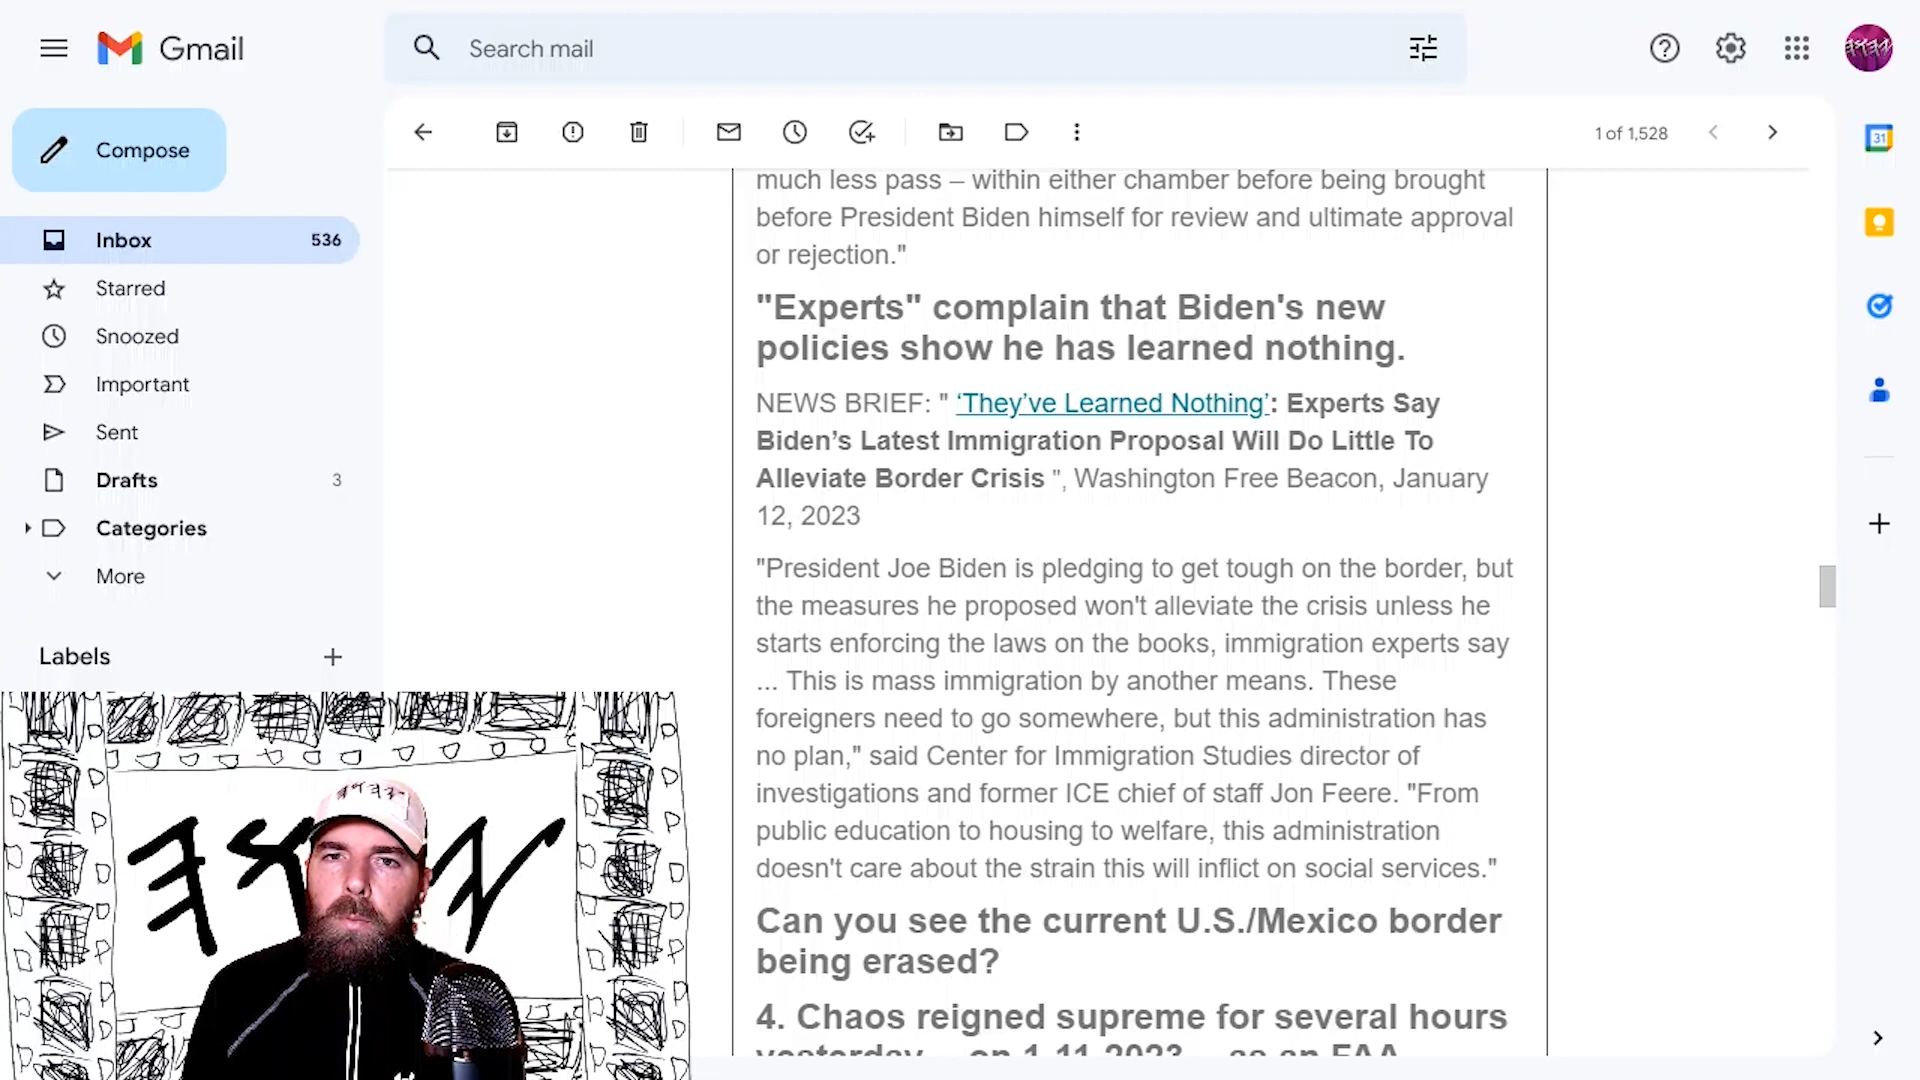 Gmail
Search mail
Compose
1 of 1,528
31
Inbox 536
Starred
Snoozed
Important
Sent
Drafts 3
Categories
More
Labels
much less pass – within either chamber before being brought
before President Biden himself for review and ultimate approval
or rejection."
"Experts" complain that Biden's new
policies show he has learned nothing.
NEWS BRIEF: " ‘They’ve Learned Nothing’: Experts Say
Biden’s Latest Immigration Proposal Will Do Little To
Alleviate Border Crisis ", Washington Free Beacon, January
12, 2023
"President Joe Biden is pledging to get tough on the border, but
the measures he proposed won't alleviate the crisis unless he
starts enforcing the laws on the books, immigration experts say
... This is mass immigration by another means. These
foreigners need to go somewhere, but this administration has
no plan," said Center for Immigration Studies director of
investigations and former ICE chief of staff Jon Feere. "From
public education to housing to welfare, this administration
doesn't care about the strain this will inflict on social services."
Can you see the current U.S./Mexico border
being erased?
4. Chaos reigned supreme for several hours
yesterday -- on 1-11-2023 -- as an FAA